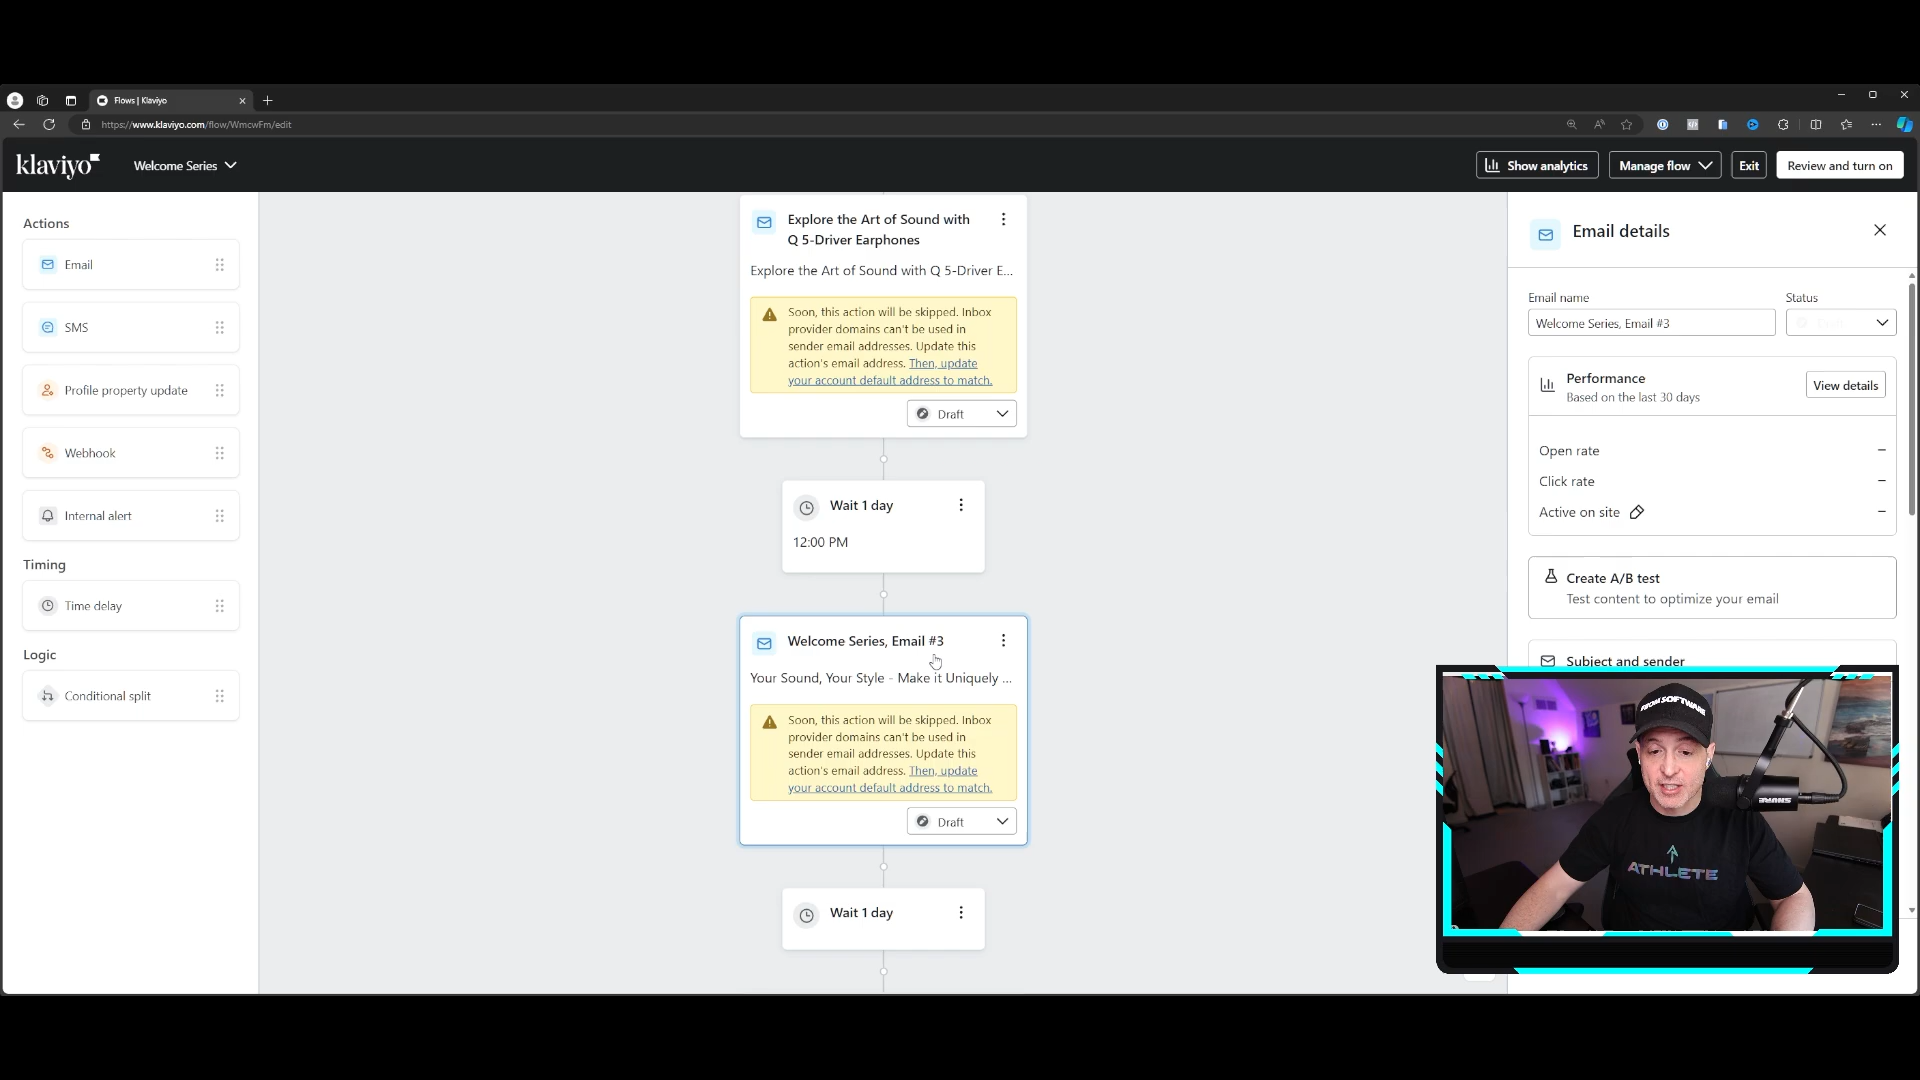 Flows | Klaviyo
https://www.klaviyo.com/flow/WmcwFm/edit
klaviyo
Welcome Series
Show analytics
Manage flow
Exit
Review and turn on
Actions
Email
SMS
Profile property update
Webhook
Internal alert
Timing
Time delay
Logic
Conditional split
Explore the Art of Sound with
Q 5-Driver Earphones
Explore the Art of Sound with Q 5-Driver E...
Soon, this action will be skipped. Inbox
provider domains can't be used in
sender email addresses. Update this
action's email address. Then, update
your account default address to match.
Draft
Wait 1 day
12:00 PM
Welcome Series, Email #3
Your Sound, Your Style - Make it Uniquely ...
Soon, this action will be skipped. Inbox
provider domains can't be used in
sender email addresses. Update this
action's email address. Then, update
your account default address to match.
Draft
Wait 1 day
Email details
Email name
Status
Welcome Series, Email #3
Performance
Based on the last 30 days
View details
Open rate
–
Click rate
–
Active on site
–
Create A/B test
Test content to optimize your email
Subject and sender
FROMSOFTWARE
SHURE
ATHLETE